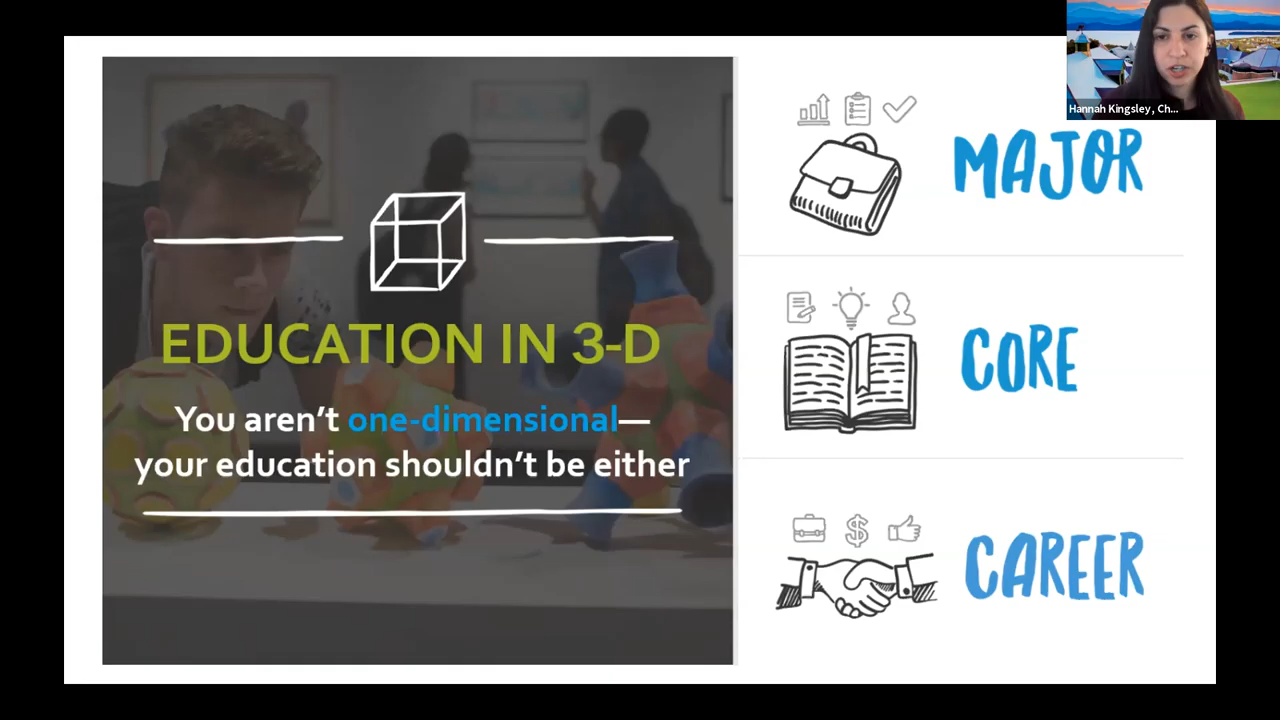 EDUCATION IN 3-D
You aren't one-dimensional—
your education shouldn't be either
MAJOR
CORE
CAREER
Hannah Kingsley, Ch...